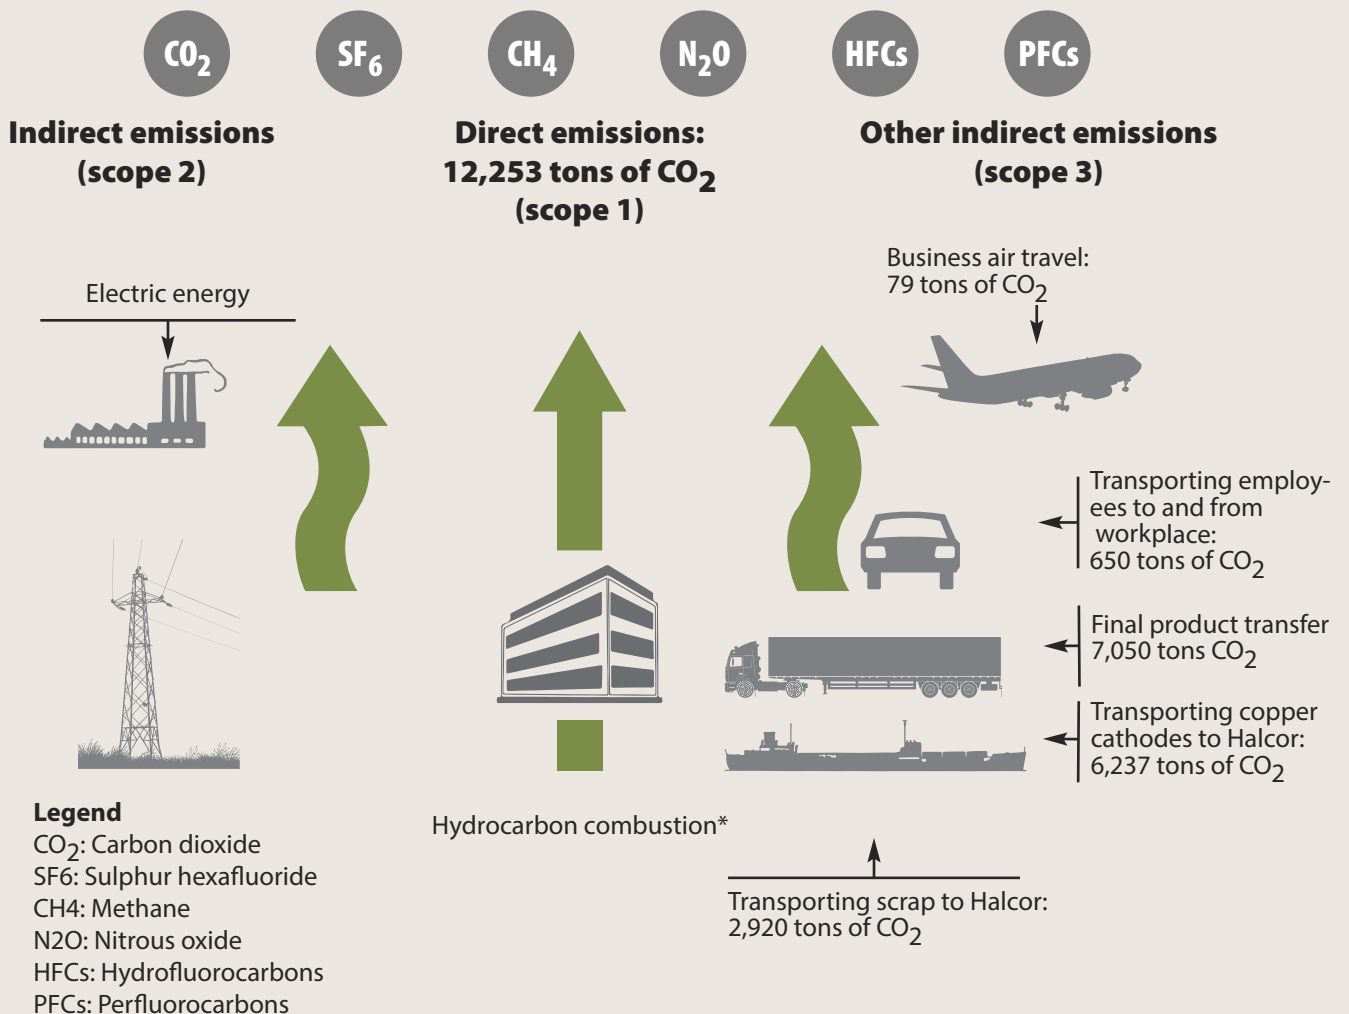 CO2
SF6
CH4
N2O
HFCs
PFCs
Indirect emissions
(scope 2)
Direct emissions:
12,253 tons of CO2
(scope 1)
Other indirect emissions
(scope 3)
Electric energy
Business air travel:
79 tons of CO2
Transporting employ-
ees to and from
workplace:
650 tons of CO2
Final product transfer
7,050 tons CO2
Transporting copper
cathodes to Halcor:
6,237 tons of CO2
Hydrocarbon combustion*
Transporting scrap to Halcor:
2,920 tons of CO2
Legend
CO2: Carbon dioxide
SF6: Sulphur hexafluoride
CH4: Methane
N2O: Nitrous oxide
HFCs: Hydrofluorocarbons
PFCs: Perfluorocarbons